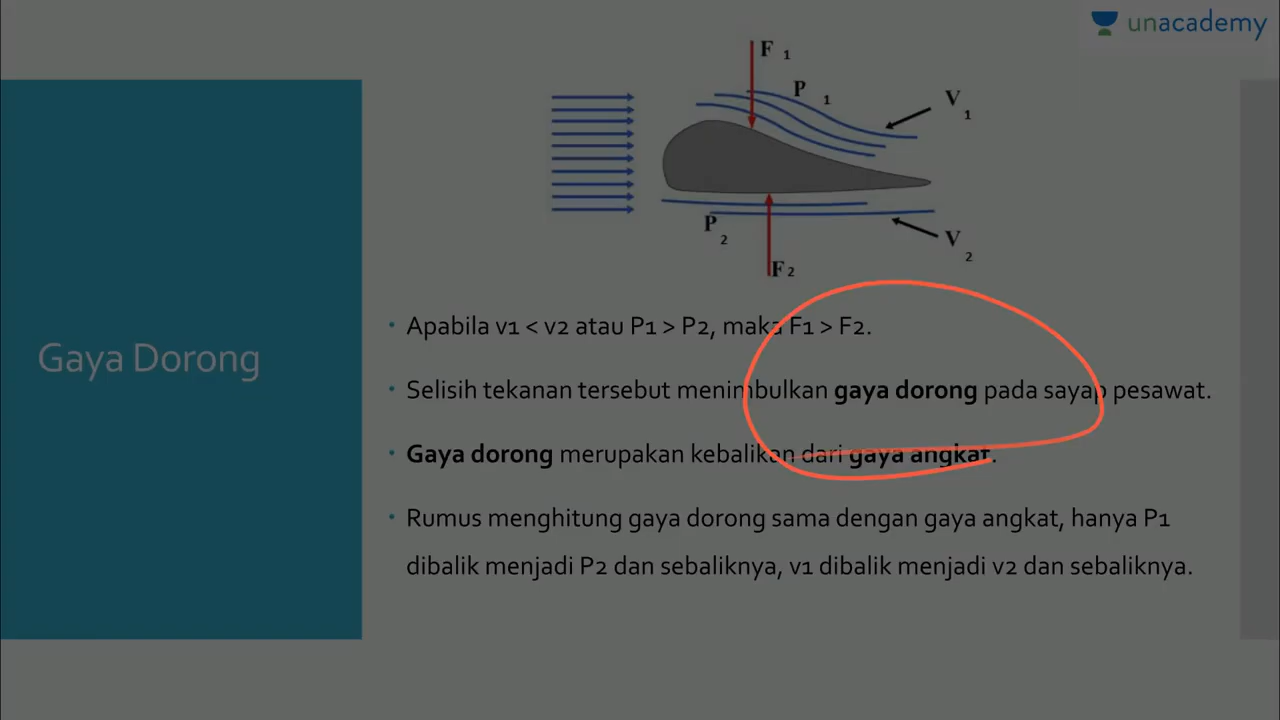 unacademy
F 1
P 1
V 1
P 2
V 2
F 2
Gaya Dorong
• Apabila v1 < v2 atau P1 > P2, maka F1 > F2.
• Selisih tekanan tersebut menimbulkan gaya dorong pada sayap pesawat.
• Gaya dorong merupakan kebalikan dari gaya angkat.
• Rumus menghitung gaya dorong sama dengan gaya angkat, hanya P1
dibalik menjadi P2 dan sebaliknya, v1 dibalik menjadi v2 dan sebaliknya.